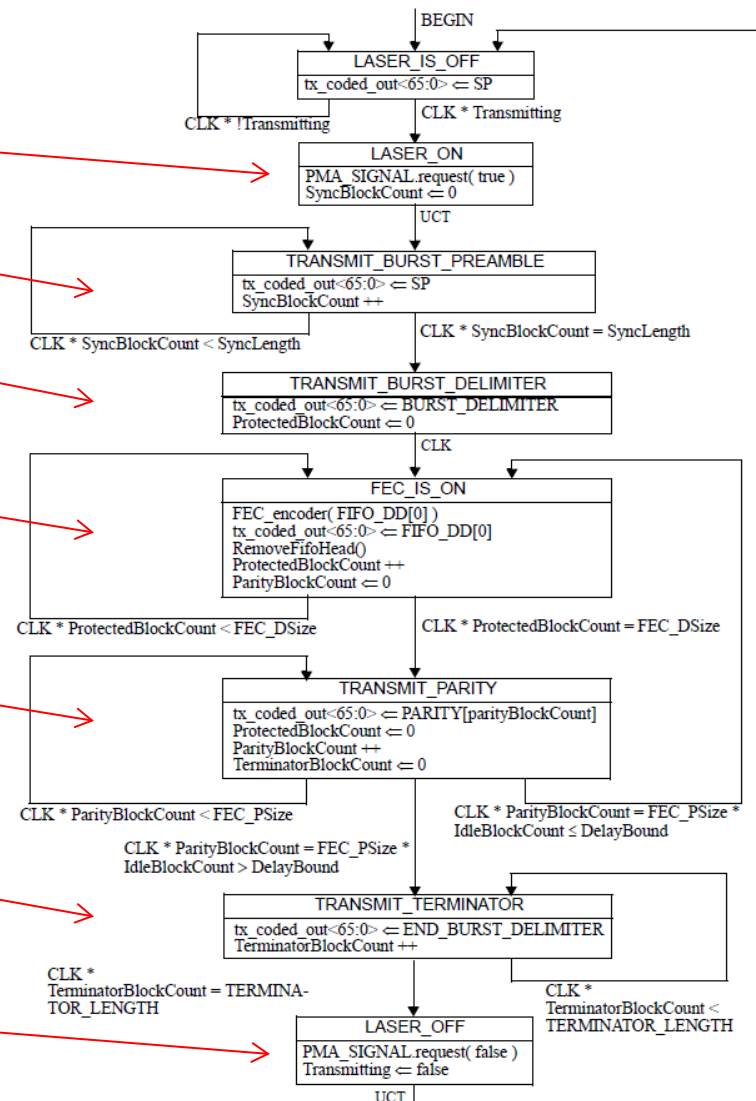 BEGIN
LASER_IS_OFF
tx_coded_out<65:0> ⇐ SP
CLK * !Transmitting
CLK * Transmitting
LASER_ON
PMA_SIGNAL.request( true )
SyncBlockCount ⇐ 0
UCT
TRANSMIT_BURST_PREAMBLE
tx_coded_out<65:0> ⇐ SP
SyncBlockCount ++
CLK * SyncBlockCount < SyncLength
CLK * SyncBlockCount = SyncLength
TRANSMIT_BURST_DELIMITER
tx_coded_out<65:0> ⇐ BURST_DELIMITER
ProtectedBlockCount ⇐ 0
CLK
FEC_IS_ON
FEC_encoder( FIFO_DD[0] )
tx_coded_out<65:0> ⇐ FIFO_DD[0]
RemoveFifoHead()
ProtectedBlockCount ++
ParityBlockCount ⇐ 0
CLK * ProtectedBlockCount < FEC_DSize
CLK * ProtectedBlockCount = FEC_DSize
TRANSMIT_PARITY
tx_coded_out<65:0> ⇐ PARITY[parityBlockCount]
ProtectedBlockCount ⇐ 0
ParityBlockCount ++
TerminatorBlockCount ⇐ 0
CLK * ParityBlockCount < FEC_PSize
CLK * ParityBlockCount = FEC_PSize *
IdleBlockCount ≤ DelayBound
CLK * ParityBlockCount = FEC_PSize *
IdleBlockCount > DelayBound
TRANSMIT_TERMINATOR
tx_coded_out<65:0> ⇐ END_BURST_DELIMITER
TerminatorBlockCount ++
CLK *
TerminatorBlockCount = TERMINA-
TOR_LENGTH
CLK *
TerminatorBlockCount <
TERMINATOR_LENGTH
LASER_OFF
PMA_SIGNAL.request( false )
Transmitting ⇐ false
UCT